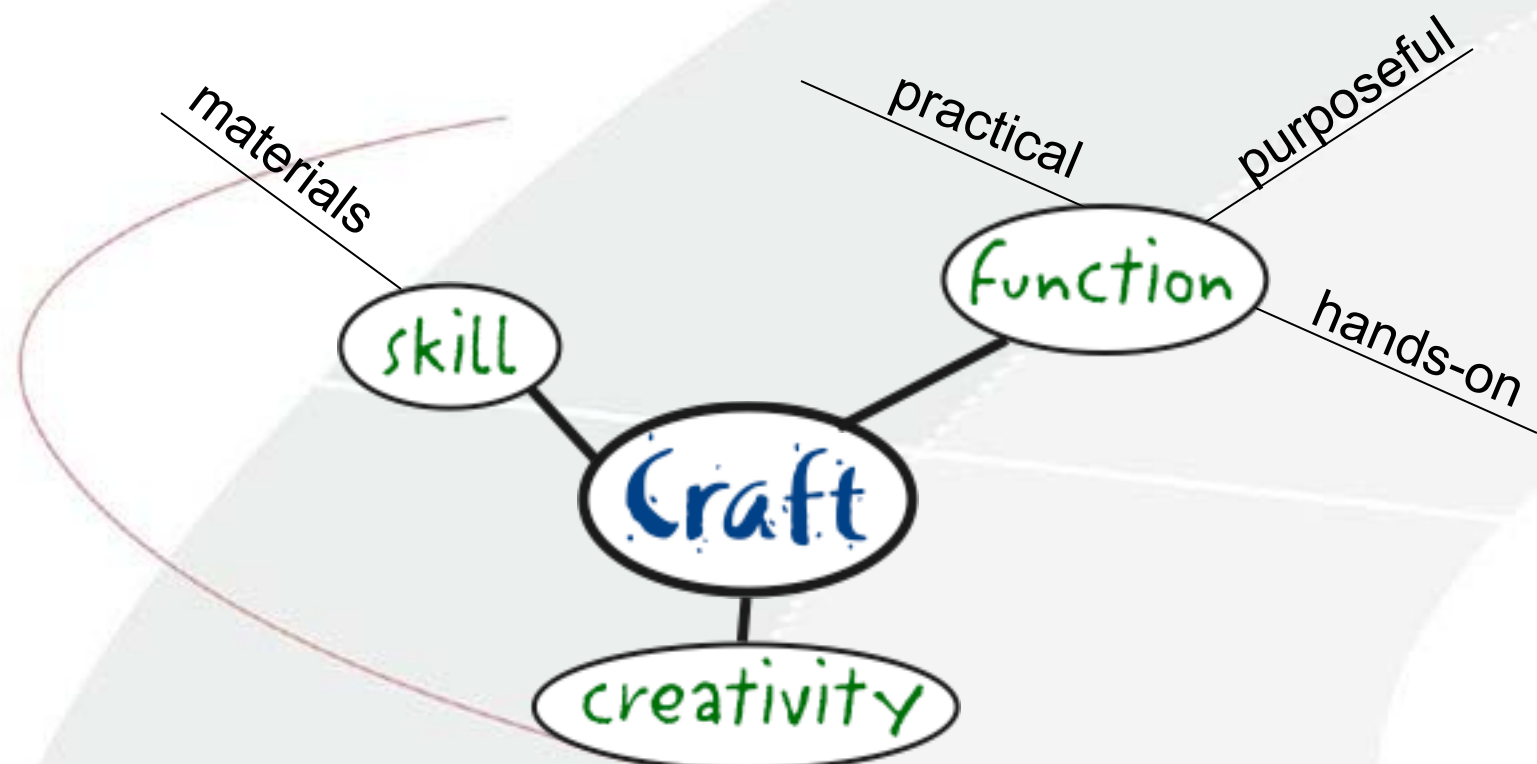 materials
practical
purposeful
function
hands-on
skill
Craft
creativity